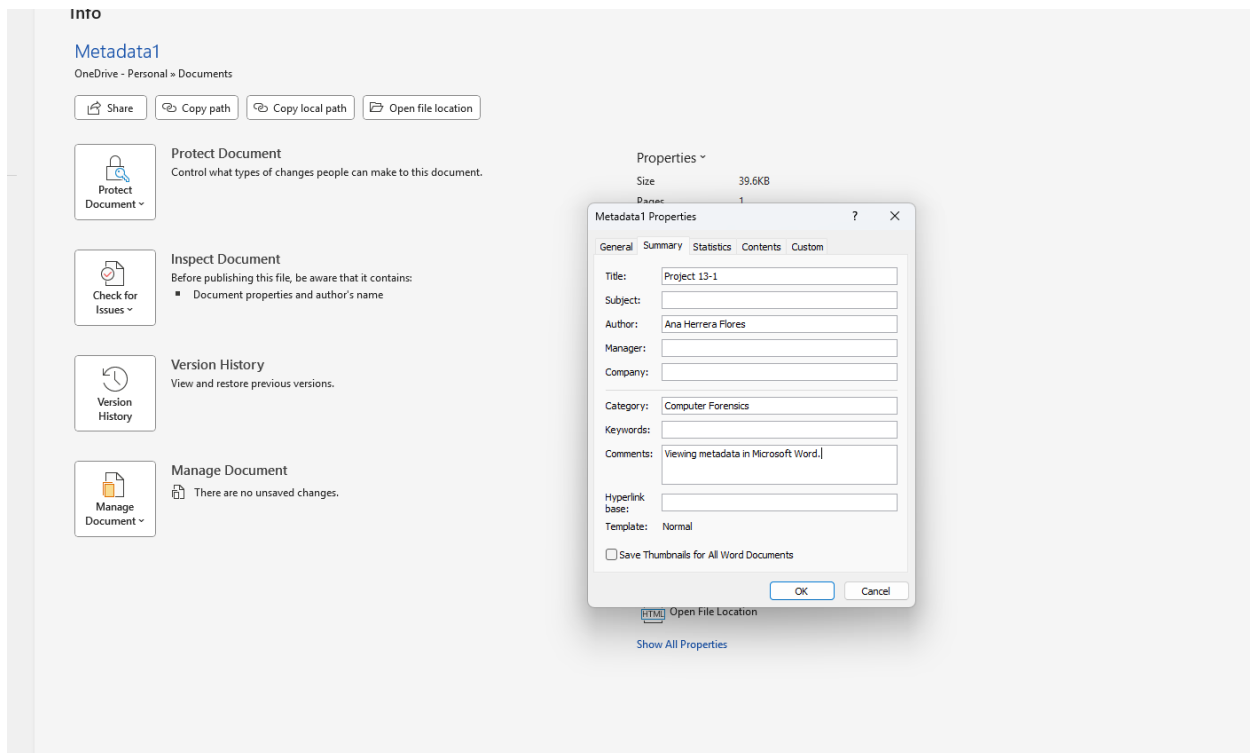 Info
Metadata1
OneDrive - Personal » Documents
Share
Copy path
Copy local path
Open file location
Protect Document
Protect Document
Control what types of changes people can make to this document.
Check for Issues
Inspect Document
Before publishing this file, be aware that it contains:
■ Document properties and author's name
Version History
Version History
View and restore previous versions.
Manage Document
Manage Document
There are no unsaved changes.
Properties
Size 39.6KB
Pages 1
Metadata1 Properties ?
General Summary Statistics Contents Custom
Title: Project 13-1
Subject:
Author: Ana Herrera Flores
Manager:
Company:
Category: Computer Forensics
Keywords:
Comments: Viewing metadata in Microsoft Word.
Hyperlink
base:
Template: Normal
Save Thumbnails for All Word Documents
OK Cancel
HTML Open File Location
Show All Properties